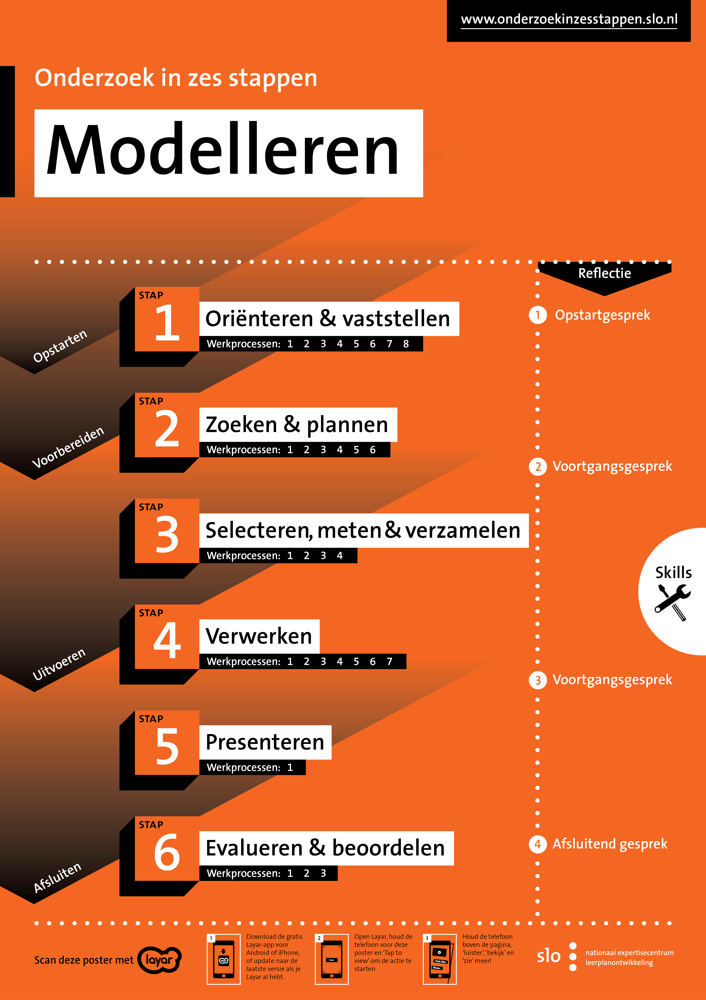 www.onderzoekinzesstappen.slo.nl
Onderzoek in zes stappen
Modelleren
Reflectie
Opstarten
STAP
1
Oriënteren & vaststellen
Werkprocessen: 1 2 3 4 5 6 7 8
1 Opstartgesprek
Voorbereiden
STAP
2
Zoeken & plannen
Werkprocessen: 1 2 3 4 5 6
2 Voortgangsgesprek
STAP
3
Selecteren, meten & verzamelen
Werkprocessen: 1 2 3 4
Skills
Uitvoeren
STAP
4
Verwerken
Werkprocessen: 1 2 3 4 5 6 7
3 Voortgangsgesprek
STAP
5
Presenteren
Werkprocessen: 1
Afsluiten
STAP
6
Evalueren & beoordelen
Werkprocessen: 1 2 3
4 Afsluitend gesprek
Scan deze poster met layar
1
layar
Download de gratis
Layar-app voor
Android of iPhone,
of update naar de
laatste versie als je
Layar al hebt.
2
Scan
Open Layar, houd de
telefoon voor deze
poster en ‘Tap to
view’ om de actie te
starten.
3
Visit Site
Share...
Houd de telefoon
boven de pagina,
‘luister’, ‘bekijk’ en
‘zie’ meer!
slo
nationaal expertisecentrum
leerplanontwikkeling